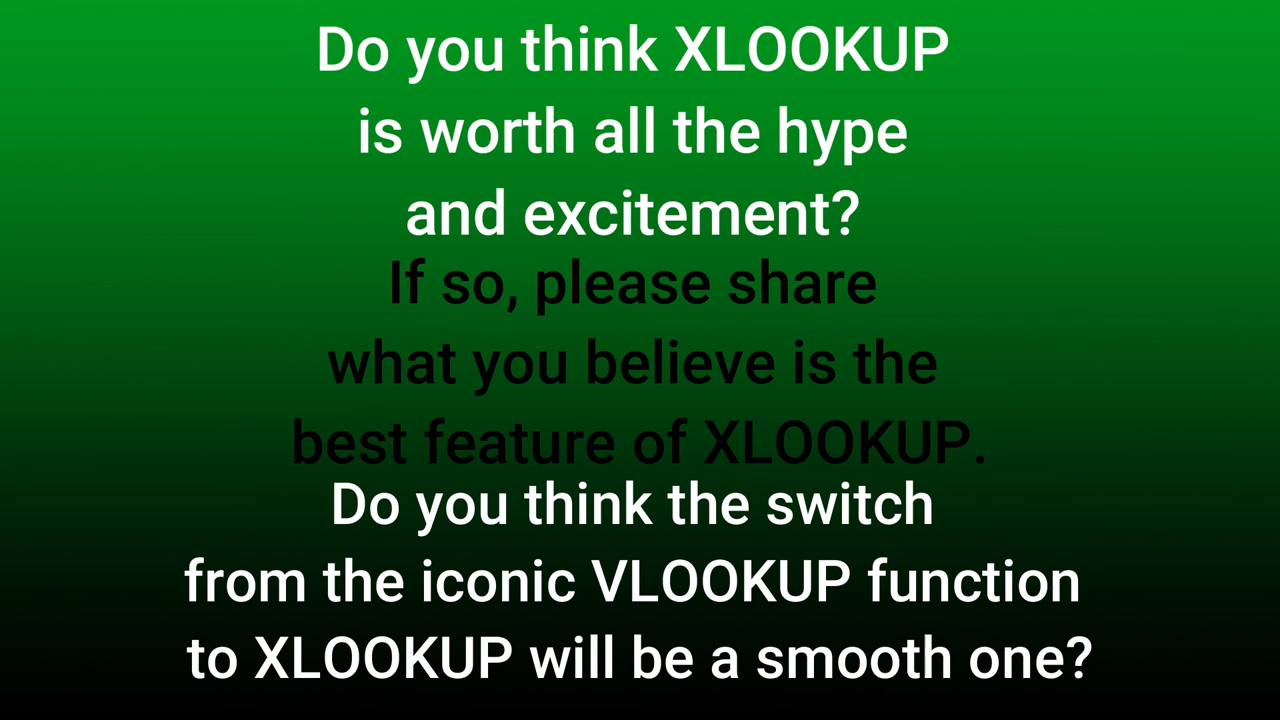 Do you think XLOOKUP
is worth all the hype
and excitement?
If so, please share
what you believe is the
best feature of XLOOKUP.
Do you think the switch
from the iconic VLOOKUP function
to XLOOKUP will be a smooth one?